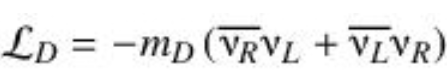 ℒ_D = −m_D (\overline{ν_R}ν_L + \overline{ν_L}ν_R)